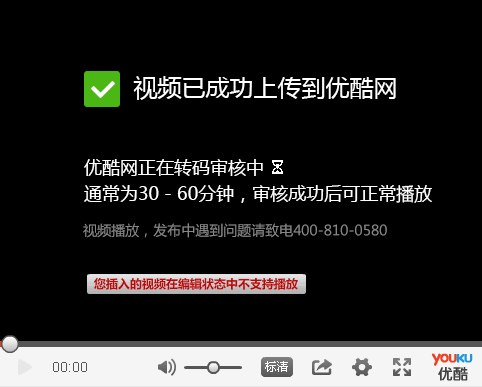 视频已成功上传到优酷网
优酷网正在转码审核中
通常为30－60分钟，审核成功后可正常播放
视频播放，发布中遇到问题请致电400-810-0580
您插入的视频在编辑状态中不支持播放
00:00
标清
YOUKU
优酷